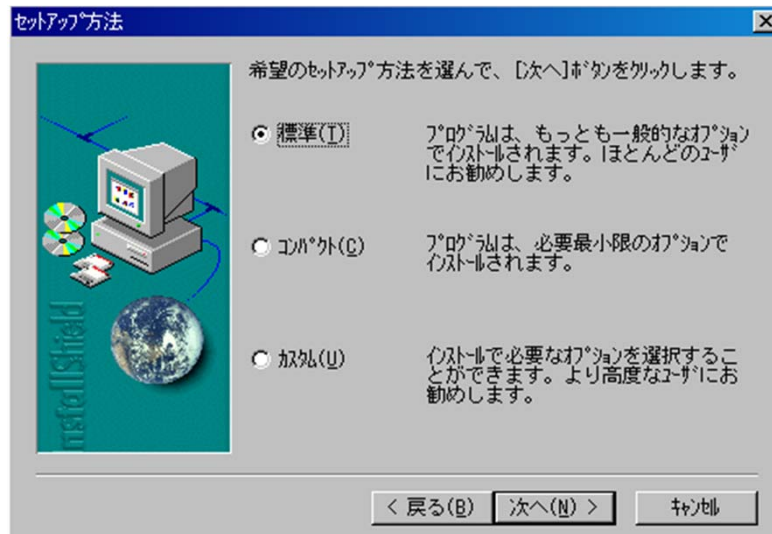 セットアップ方法
希望のセットアップ方法を選んで、[次へ]ボタンをクリックします。
標準(T)
プログラムは、もっとも一般的なオプション
でインストールされます。ほとんどのユーザ
にお勧めします。
コンパクト(C)
プログラムは、必要最小限のオプションで
インストールされます。
カスタム(U)
インストールで必要なオプションを選択するこ
とができます。より高度なユーザにお
勧めします。
InstallShield
< 戻る(B)
次へ(N) >
キャンセル